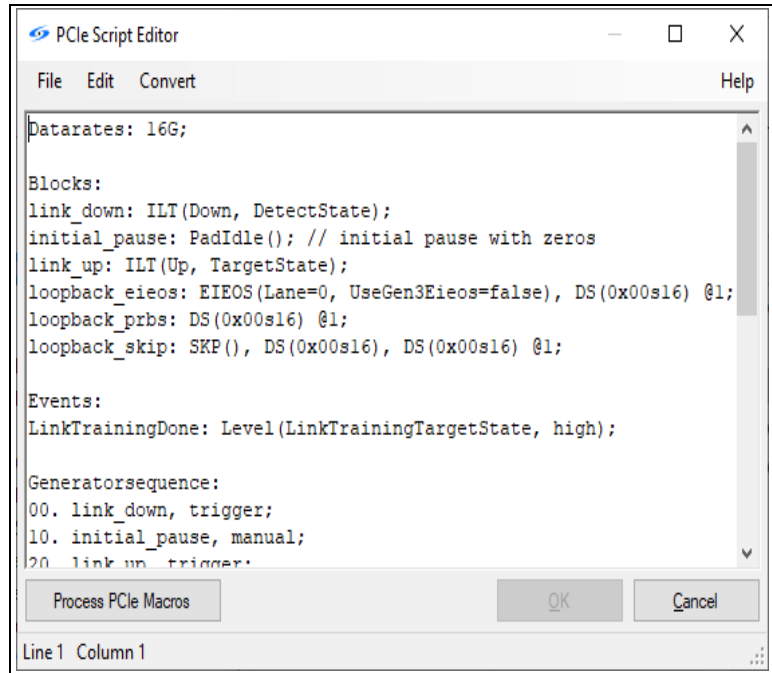 PCIe Script Editor
File Edit Convert Help
Datarates: 16G;
Blocks:
link_down: ILT(Down, DetectState);
initial_pause: PadIdle(); // initial pause with zeros
link_up: ILT(Up, TargetState);
loopback_eieos: EIEOS(Lane=0, UseGen3Eieos=false), DS(0x00s16) @1;
loopback_prbs: DS(0x00s16) @1;
loopback_skip: SKP(), DS(0x00s16), DS(0x00s16) @1;
Events:
LinkTrainingDone: Level(LinkTrainingTargetState, high);
Generatorsequence:
00. link_down, trigger;
10. initial_pause, manual;
20. link_up, trigger;
Process PCIe Macros OK Cancel
Line 1 Column 1